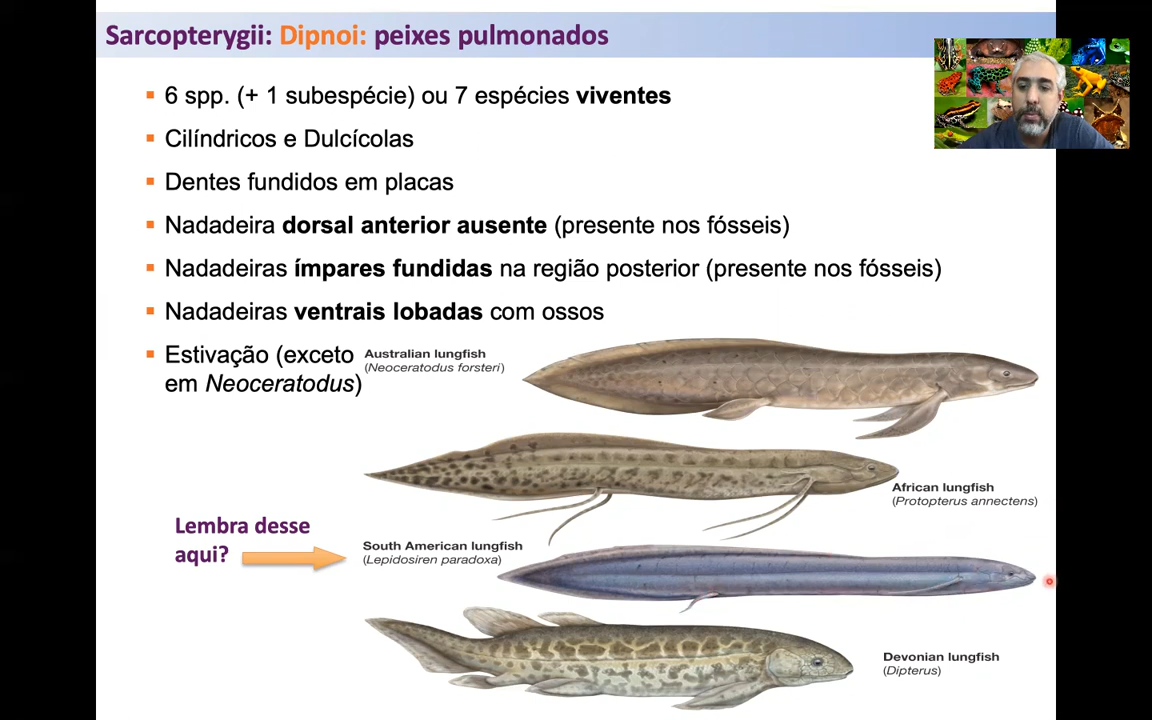 Sarcopterygii: Dipnoi: peixes pulmonados
▪ 6 spp. (+ 1 subespécie) ou 7 espécies viventes
▪ Cilíndricos e Dulcícolas
▪ Dentes fundidos em placas
▪ Nadadeira dorsal anterior ausente (presente nos fósseis)
▪ Nadadeiras ímpares fundidas na região posterior (presente nos fósseis)
▪ Nadadeiras ventrais lobadas com ossos
▪ Estivação (exceto
em Neoceratodus)
Australian lungfish
(Neoceratodus forsteri)
African lungfish
(Protopterus annectens)
Lembra desse
aqui?
South American lungfish
(Lepidosiren paradoxa)
Devonian lungfish
(Dipterus)